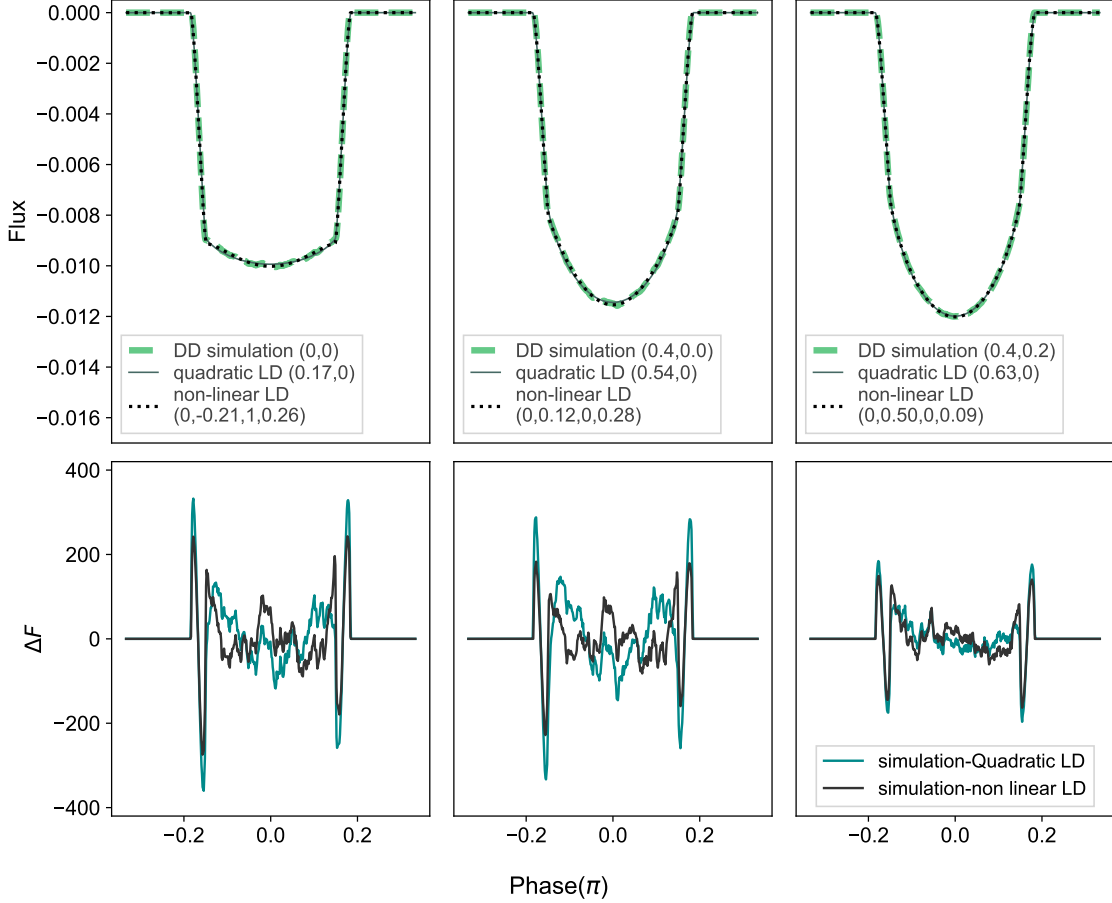 0.000
−0.002
−0.004
−0.006
−0.008
−0.010
−0.012
−0.014
−0.016
Flux
DD simulation (0,0)
quadratic LD (0.17,0)
non-linear LD
(0,-0.21,1,0.26)
DD simulation (0.4,0.0)
quadratic LD (0.54,0)
non-linear LD
(0,0.12,0,0.28)
DD simulation (0.4,0.2)
quadratic LD (0.63,0)
non-linear LD
(0,0.50,0,0.09)
400
200
0
−200
−400
ΔF
simulation-Quadratic LD
simulation-non linear LD
−0.2 0.0 0.2
−0.2 0.0 0.2
−0.2 0.0 0.2
Phase(π)